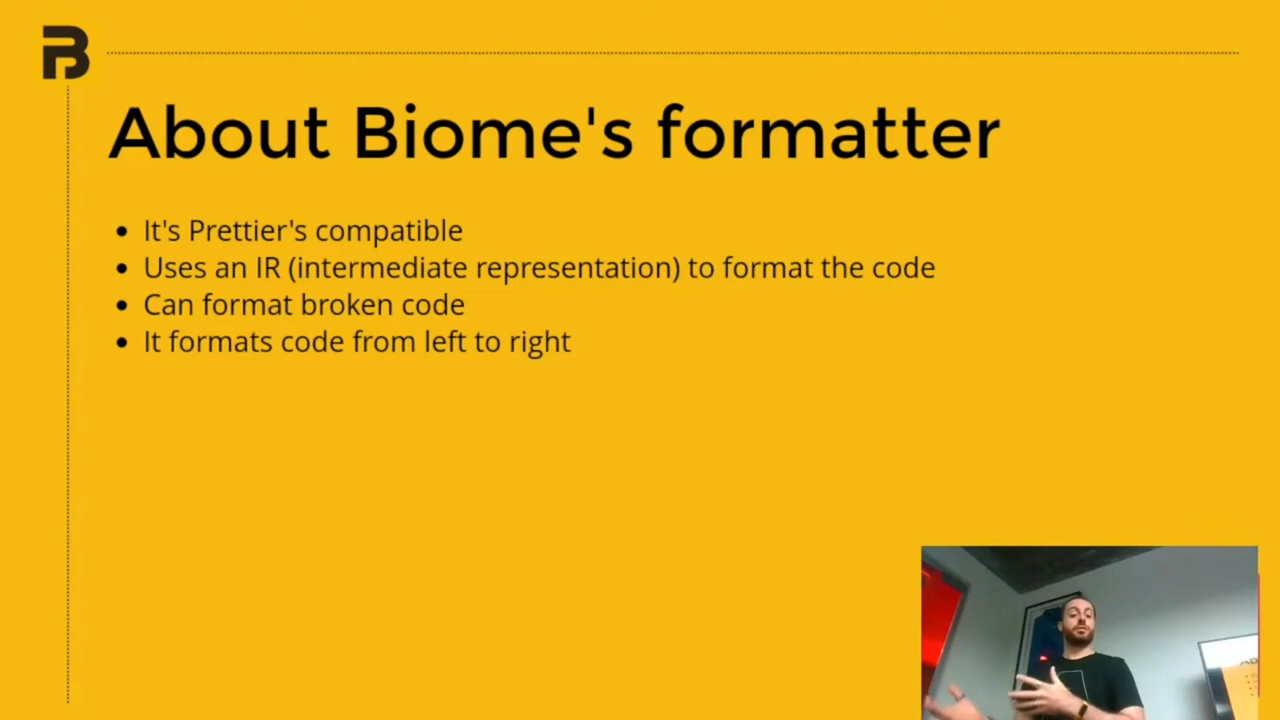 B
About Biome's formatter
It's Prettier's compatible
Uses an IR (intermediate representation) to format the code
Can format broken code
It formats code from left to right